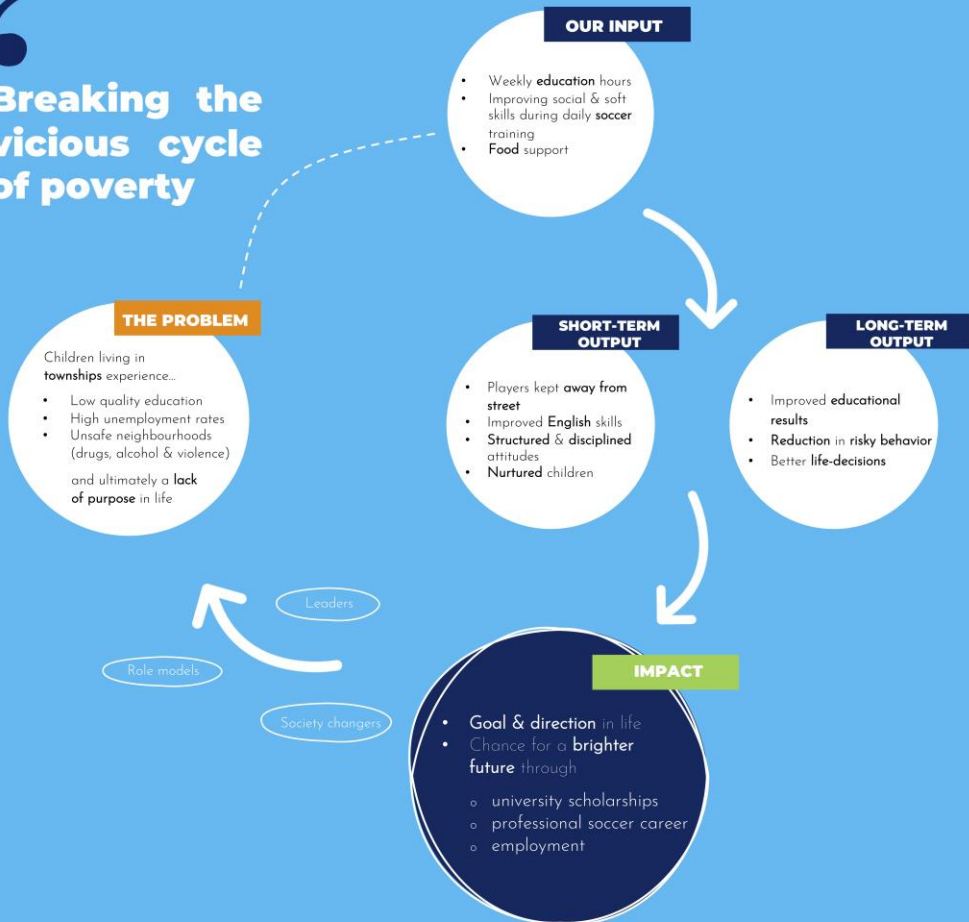 Breaking the
vicious cycle
of poverty
OUR INPUT
• Weekly education hours
• Improving social & soft
skills during daily soccer
training
• Food support
THE PROBLEM
Children living in
townships experience...
• Low quality education
• High unemployment rates
• Unsafe neighbourhoods
(drugs, alcohol & violence)
and ultimately a lack
of purpose in life
SHORT-TERM
OUTPUT
• Players kept away from
street
• Improved English skills
• Structured & disciplined
attitudes
• Nurtured children
LONG-TERM
OUTPUT
• Improved educational
results
• Reduction in risky behavior
• Better life-decisions
IMPACT
• Goal & direction in life
• Chance for a brighter
future through
o university scholarships
o professional soccer career
o employment
Leaders
Role models
Society changers